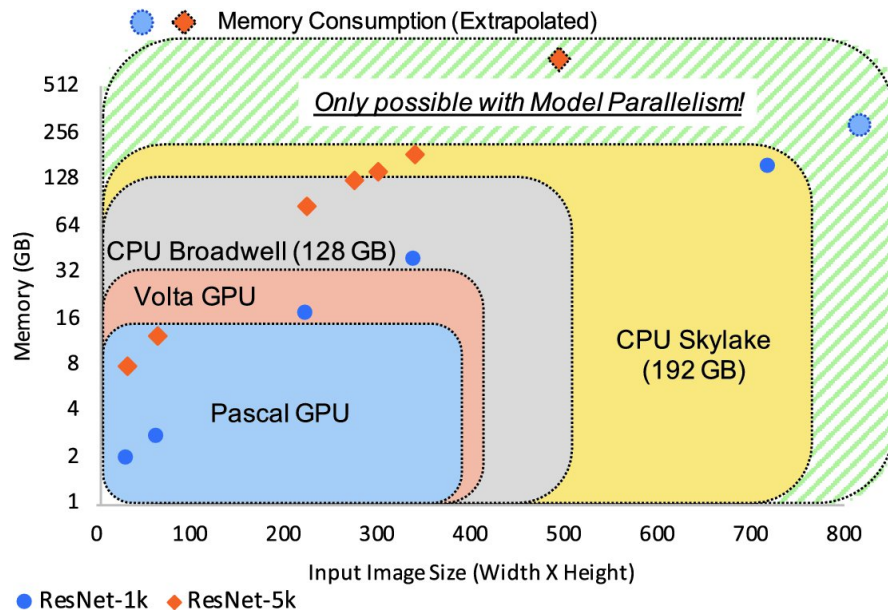 Memory Consumption (Extrapolated)
512
256
128
64
32
16
8
4
2
1
Memory (GB)
Only possible with Model Parallelism!
CPU Broadwell (128 GB)
Volta GPU
Pascal GPU
CPU Skylake
(192 GB)
0 100 200 300 400 500 600 700 800
Input Image Size (Width X Height)
ResNet-1k ResNet-5k